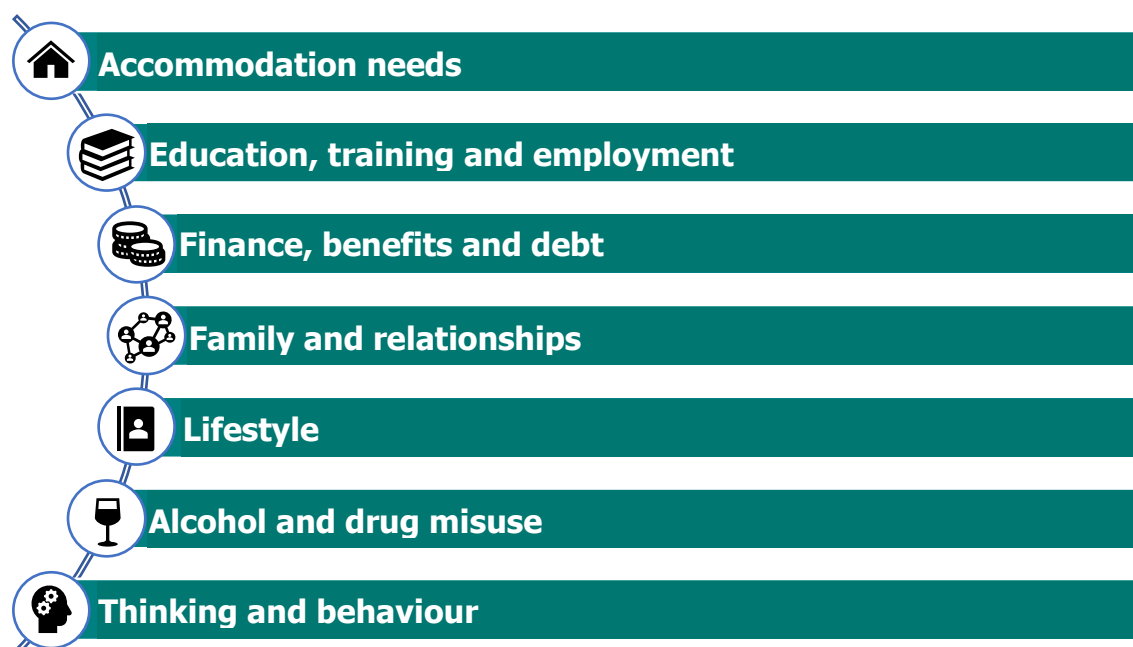 Accommodation needs
Education, training and employment
Finance, benefits and debt
Family and relationships
Lifestyle
Alcohol and drug misuse
Thinking and behaviour